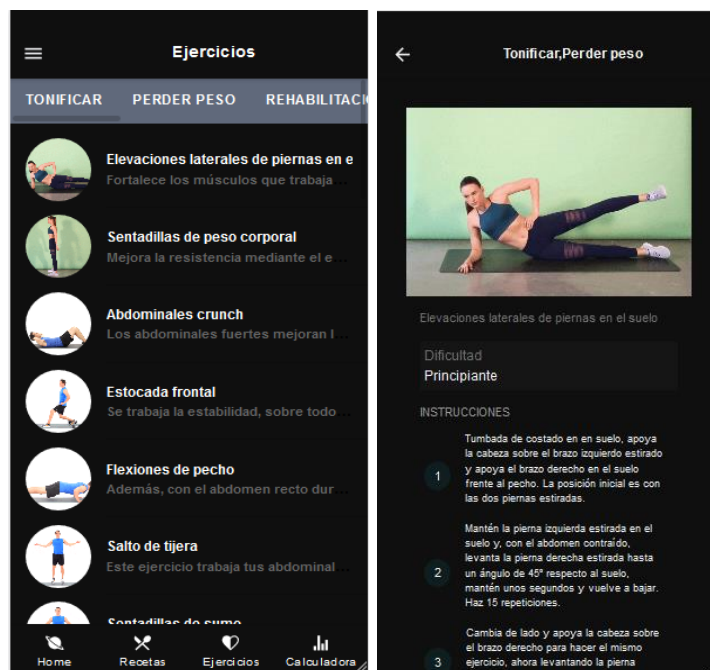 Ejercicios
TONIFICAR PERDER PESO REHABILITACI
Elevaciones laterales de piernas en e
Fortalece los músculos que trabaja...
Sentadillas de peso corporal
Mejora la resistencia mediante el e...
Abdominales crunch
Los abdominales fuertes mejoran l...
Estocada frontal
Se trabaja la estabilidad, sobre todo...
Flexiones de pecho
Además, con el abdomen recto dur...
Salto de tijera
Este ejercicio trabaja tus abdominal...
Sentadillas de sumo
Home Recetas Ejercicios Calculadora
Tonificar,Perder peso
Elevaciones laterales de piernas en el suelo
Dificultad
Principiante
INSTRUCCIONES
1
Tumbada de costado en en suelo, apoya
la cabeza sobre el brazo izquierdo estirado
y apoya el brazo derecho en el suelo
frente al pecho. La posición inicial es con
las dos piernas estiradas.
2
Mantén la pierna izquierda estirada en el
suelo y, con el abdomen contraído,
levanta la pierna derecha estirada hasta
un ángulo de 45º respecto al suelo,
mantén unos segundos y vuelve a bajar.
Haz 15 repeticiones.
3
Cambia de lado y apoya la cabeza sobre
el brazo derecho para hacer el mismo
ejercicio, ahora levantando la pierna